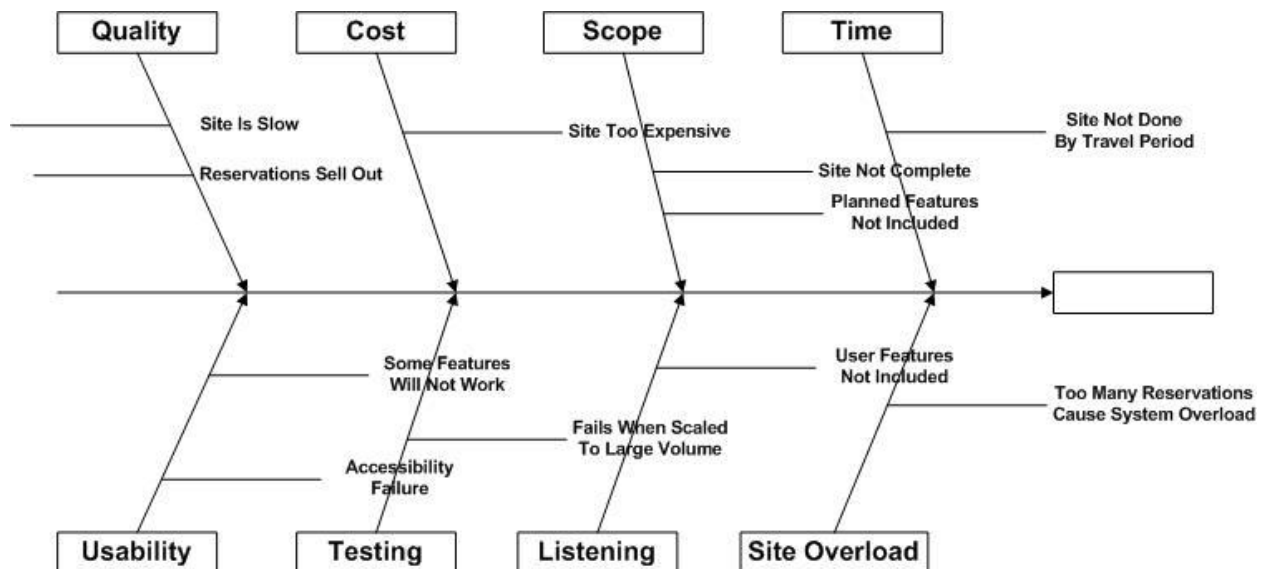 Quality
Cost
Scope
Time
Site Is Slow
Site Too Expensive
Site Not Done
By Travel Period
Reservations Sell Out
Site Not Complete
Planned Features
Not Included
Some Features
Will Not Work
User Features
Not Included
Too Many Reservations
Cause System Overload
Fails When Scaled
To Large Volume
Accessibility
Failure
Usability
Testing
Listening
Site Overload